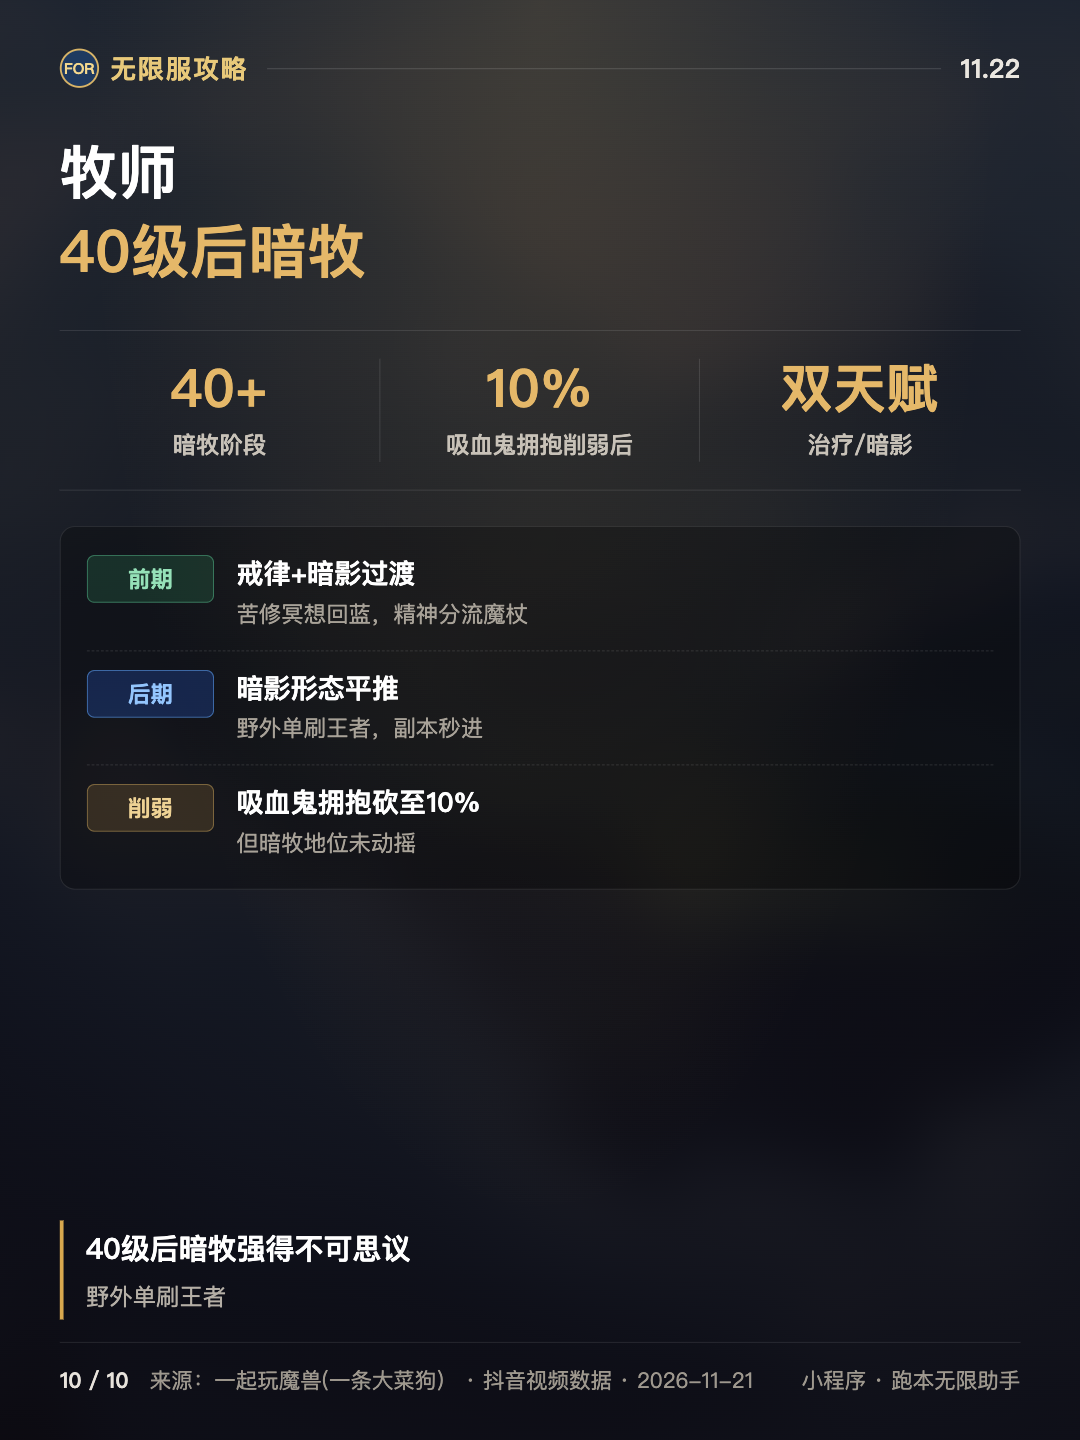 FOR 无限服攻略 11.22
牧师
40级后暗牧
40+ 10% 双天赋
暗牧阶段 吸血鬼拥抱削弱后 治疗/暗影
前期 戒律+暗影过渡
苦修冥想回蓝，精神分流魔杖
后期 暗影形态平推
野外单刷王者，副本秒进
削弱 吸血鬼拥抱砍至10%
但暗牧地位未动摇
40级后暗牧强得不可思议
野外单刷王者
10 / 10 来源：一起玩魔兽(一条大菜狗) · 抖音视频数据 · 2026-11-21 小程序 · 跑本无限助手